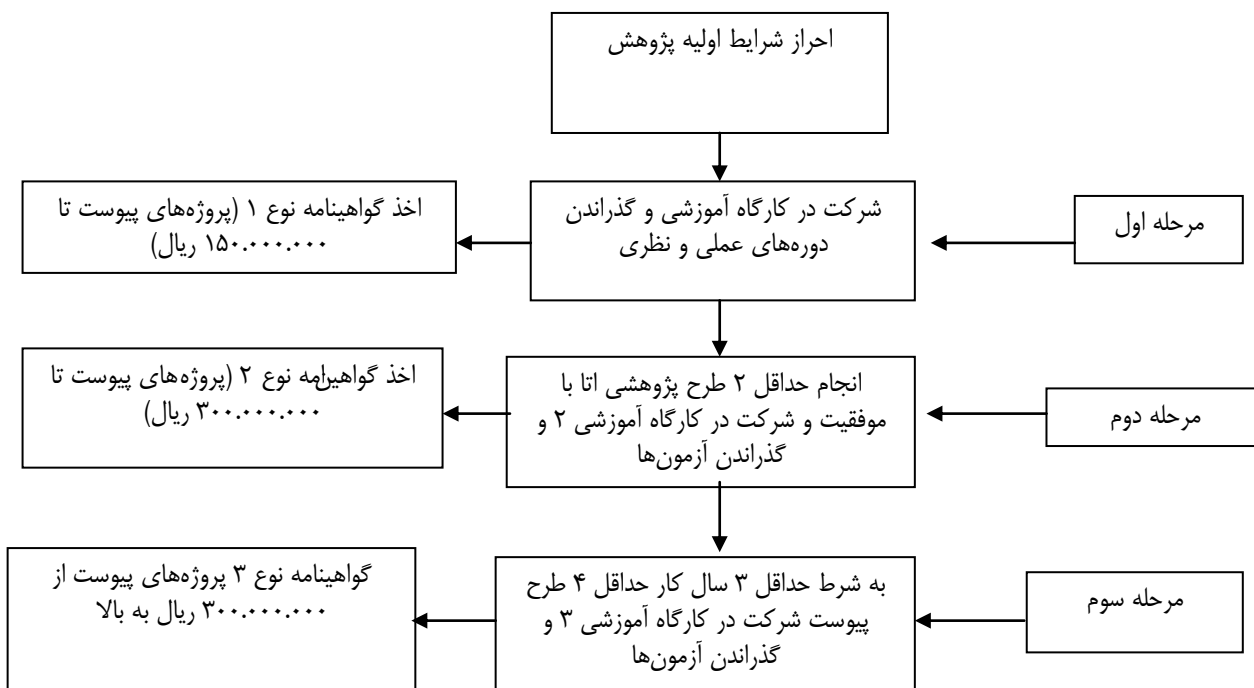 احراز شرایط اولیه پژوهش
مرحله اول
شرکت در کارگاه آموزشی و گذراندن
دوره‌های عملی و نظری
اخذ گواهینامه نوع ۱ (پروژه‌های پیوست تا
۱۵۰.۰۰۰.۰۰۰ ریال)
مرحله دوم
انجام حداقل ۲ طرح پژوهشی اتا با
موفقیت و شرکت در کارگاه آموزشی ۲ و
گذراندن آزمون‌ها
اخذ گواهیرامه نوع ۲ (پروژه‌های پیوست تا
۳۰۰.۰۰۰.۰۰۰ ریال)
مرحله سوم
به شرط حداقل ۳ سال کار حداقل ۴ طرح
پیوست شرکت در کارگاه آموزشی ۳ و
گذراندن آزمون‌ها
گواهینامه نوع ۳ پروژه‌های پیوست از
۳۰۰.۰۰۰.۰۰۰ ریال به بالا